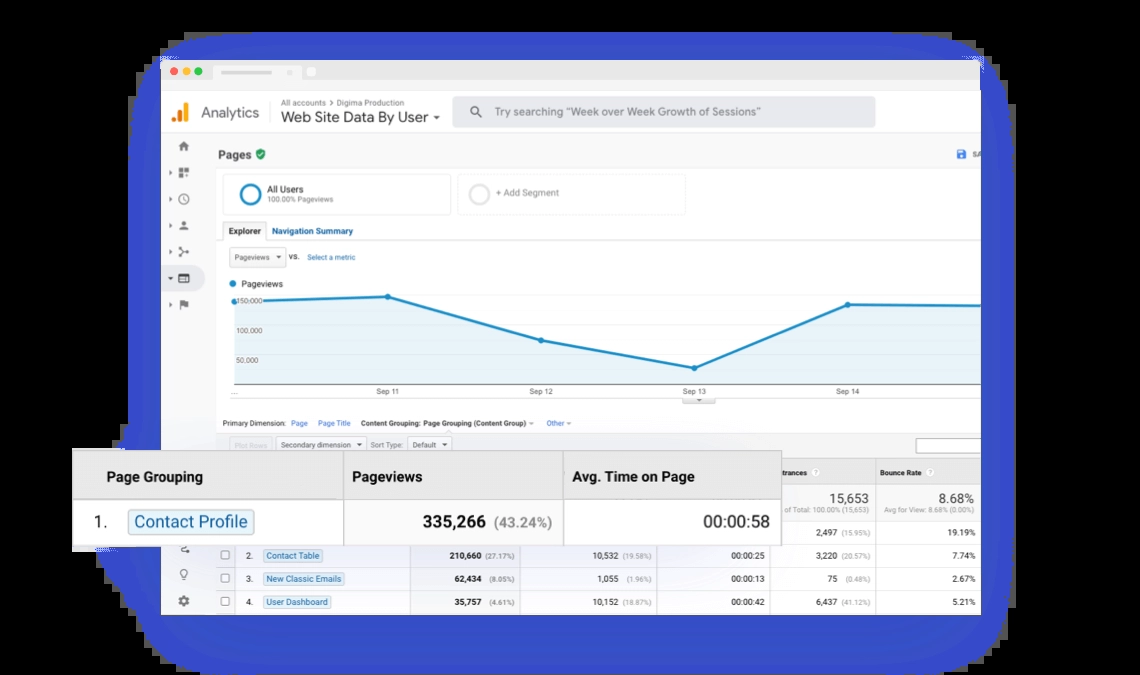 All accounts > Digima Production
Analytics
Web Site Data By User
Try searching “Week over Week Growth of Sessions”
Pages
SA
All Users
100.00% Pageviews
+ Add Segment
Explorer
Navigation Summary
Pageviews VS. Select a metric
Pageviews
150,000
100,000
50,000
... Sep 11 Sep 12 Sep 13 Sep 14
Primary Dimension: Page Page Title Content Grouping: Page Grouping (Content Group) Other
Plot Rows Secondary dimension Sort Type: Default
Page Grouping Pageviews Avg. Time on Page trances ? Bounce Rate ?
15,653 8.68%
of Total: 100.00% (15,653) Avg for View: 8.68% (0.00%)
1. Contact Profile 335,266 (43.24%) 00:00:58 2,497 (15.95%) 19.19%
2. Contact Table 210,660 (27.17%) 10,532 (19.58%) 00:00:25 3,220 (20.57%) 7.74%
3. New Classic Emails 62,434 (8.05%) 1,055 (1.96%) 00:00:13 75 (0.48%) 2.67%
4. User Dashboard 35,757 (4.61%) 10,152 (18.87%) 00:00:42 6,437 (41.12%) 5.21%